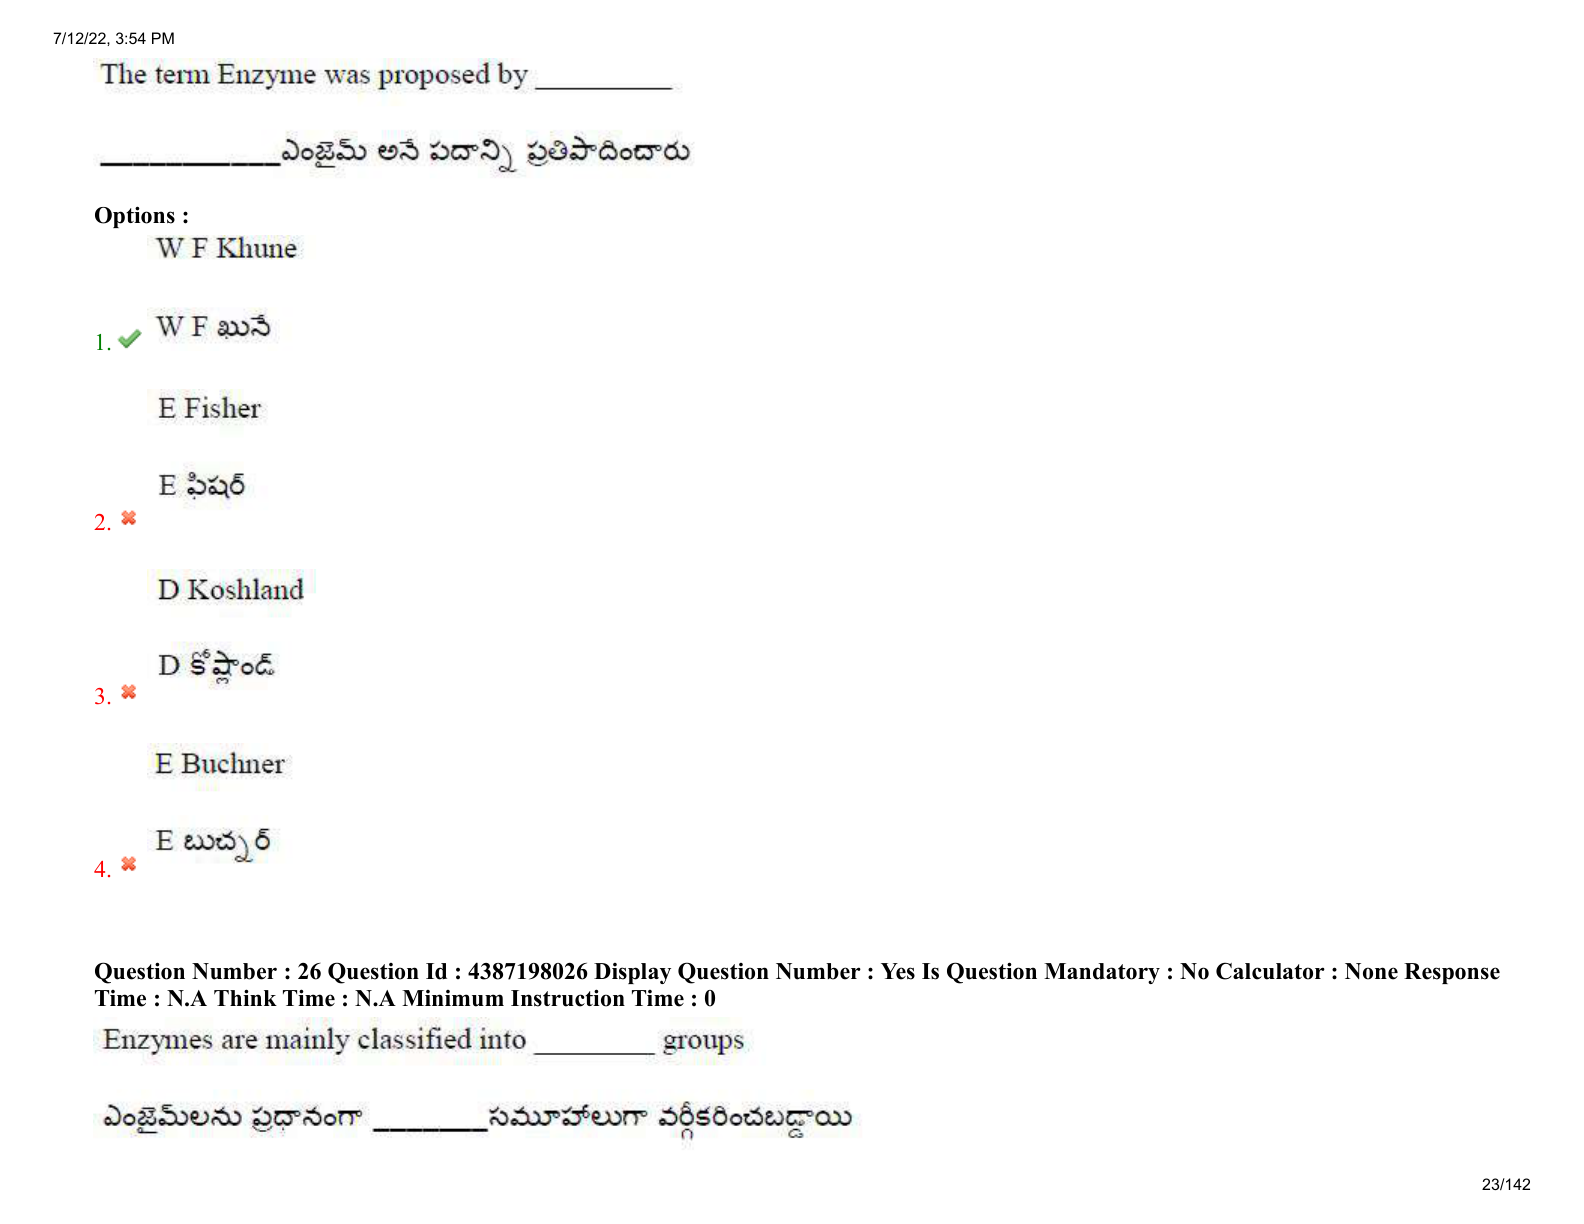 7/12/22, 3:54 PM
The term Enzyme was proposed by _________
___________ఎంజైమ్ అనే పదాన్ని ప్రతిపాదించారు
Options :
W F Khune
W F ఖునే
1.
E Fisher
E ఫిషర్
2.
D Koshland
D కోష్లాండ్
3.
E Buchner
E బుచ్నర్
4.
Question Number : 26 Question Id : 4387198026 Display Question Number : Yes Is Question Mandatory : No Calculator : None Response
Time : N.A Think Time : N.A Minimum Instruction Time : 0
Enzymes are mainly classified into ________ groups
ఎంజైమ్‌లను ప్రధానంగా _______సమూహాలుగా వర్గీకరించబడ్డాయి
23/142